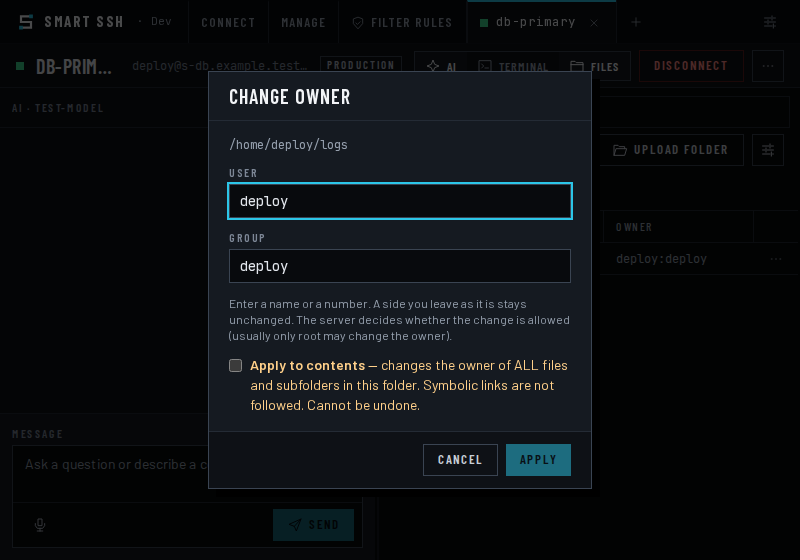 SMART SSH · Dev CONNECT MANAGE FILTER RULES db-primary × +
DB-PRIM… deploy@s-db.example.test… PRODUCTION AI TERMINAL FILES DISCONNECT ...
AI · TEST-MODEL
UPLOAD FOLDER
OWNER
deploy:deploy ...
CHANGE OWNER
/home/deploy/logs
USER
deploy
GROUP
deploy
Enter a name or a number. A side you leave as it is stays
unchanged. The server decides whether the change is allowed
(usually only root may change the owner).
Apply to contents — changes the owner of ALL files
and subfolders in this folder. Symbolic links are not
followed. Cannot be undone.
CANCEL APPLY
MESSAGE
Ask a question or describe a c
SEND